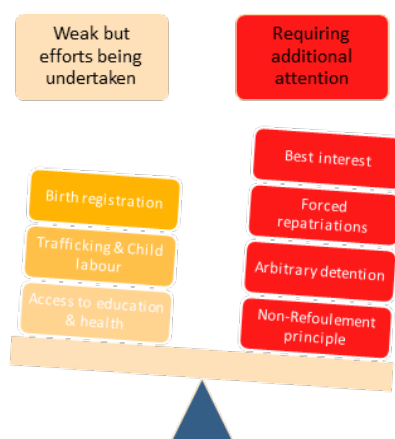 Weak but
efforts being
undertaken
Requiring
additional
attention
Birth registration
Trafficking & Child
labour
Access to education
& health
Best interest
Forced
repatriations
Arbitrary detention
Non-Refoulement
principle